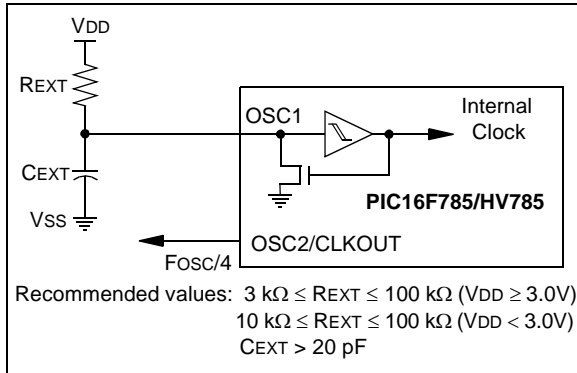 VDD
REXT
OSC1
Internal
Clock
CEXT
PIC16F785/HV785
VSS
OSC2/CLKOUT
FOSC/4
Recommended values: 3 kΩ ≤ REXT ≤ 100 kΩ (VDD ≥ 3.0V)
10 kΩ ≤ REXT ≤ 100 kΩ (VDD < 3.0V)
CEXT > 20 pF